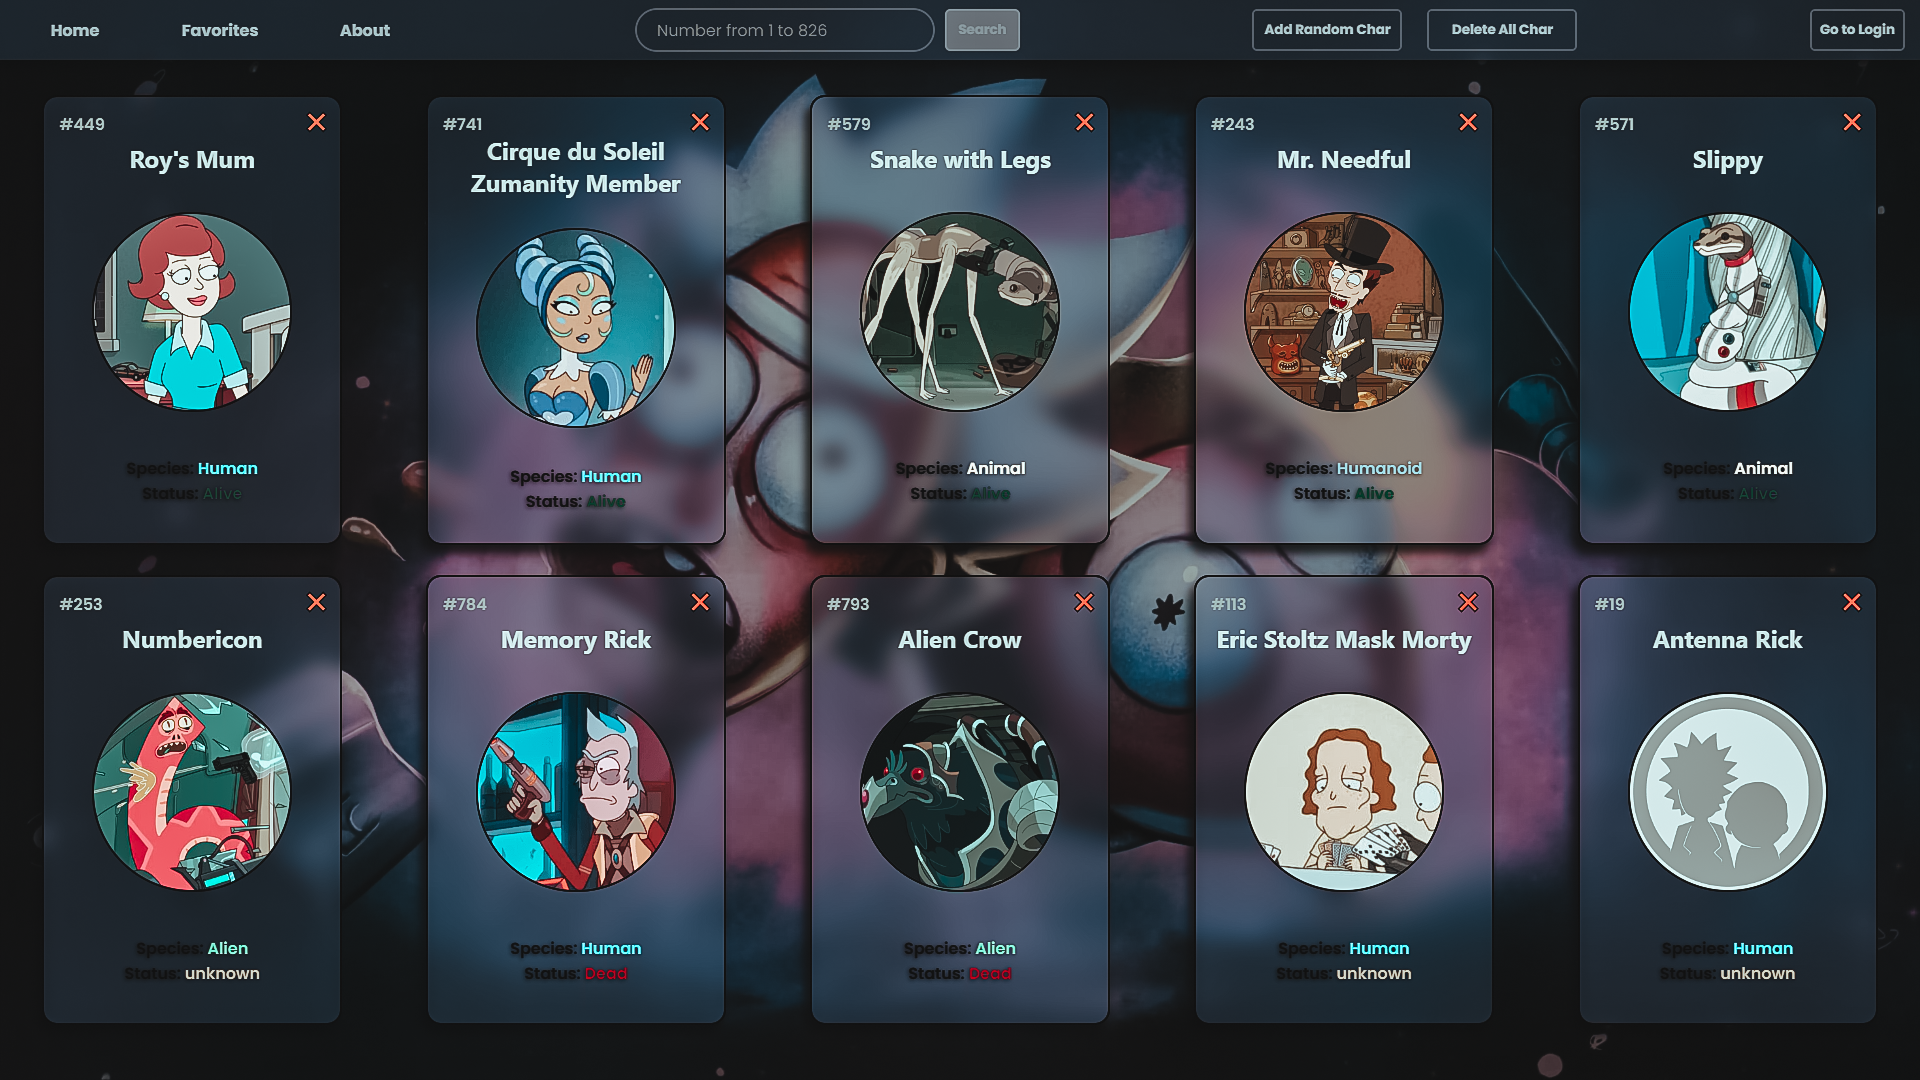 Home
Favorites
About
Number from 1 to 826
Search
Add Random Char
Delete All Char
Go to Login
#449
Roy's Mum
Species: Human
Status: Alive
#741
Cirque du Soleil
Zumanity Member
Species: Human
Status: Alive
#579
Snake with Legs
Species: Animal
Status: Alive
#243
Mr. Needful
Species: Humanoid
Status: Alive
#571
Slippy
Species: Animal
Status: Alive
#253
Numbericon
Species: Alien
Status: unknown
#784
Memory Rick
Species: Human
Status: Dead
#793
Alien Crow
Species: Alien
Status: Dead
#113
Eric Stoltz Mask Morty
Species: Human
Status: unknown
#19
Antenna Rick
Species: Human
Status: unknown